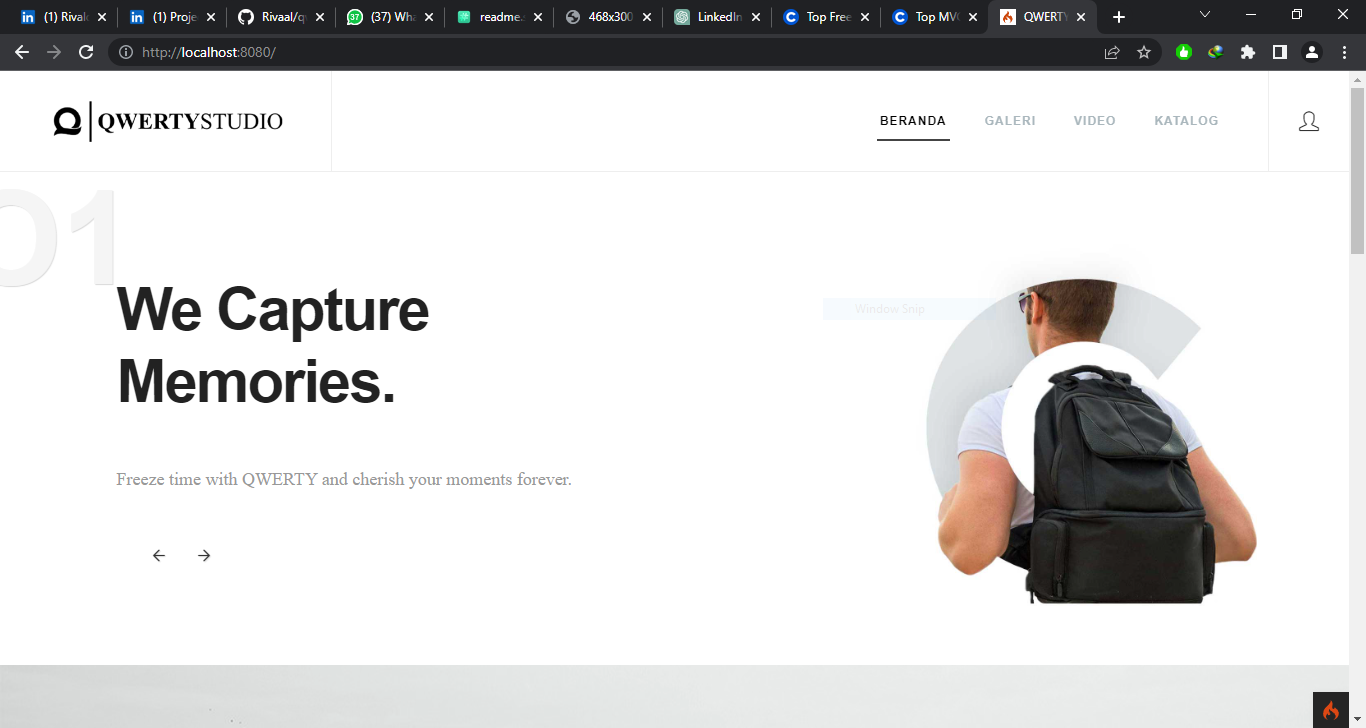 (1) Rival
(1) Proje
Rivaal/q
(37) Wha
readme.
468x300
LinkedIn
Top Free
Top MV
QWERTY
http://localhost:8080/
QWERTYSTUDIO
BERANDA
GALERI
VIDEO
KATALOG
01
We Capture
Memories.
Window Snip
Freeze time with QWERTY and cherish your moments forever.